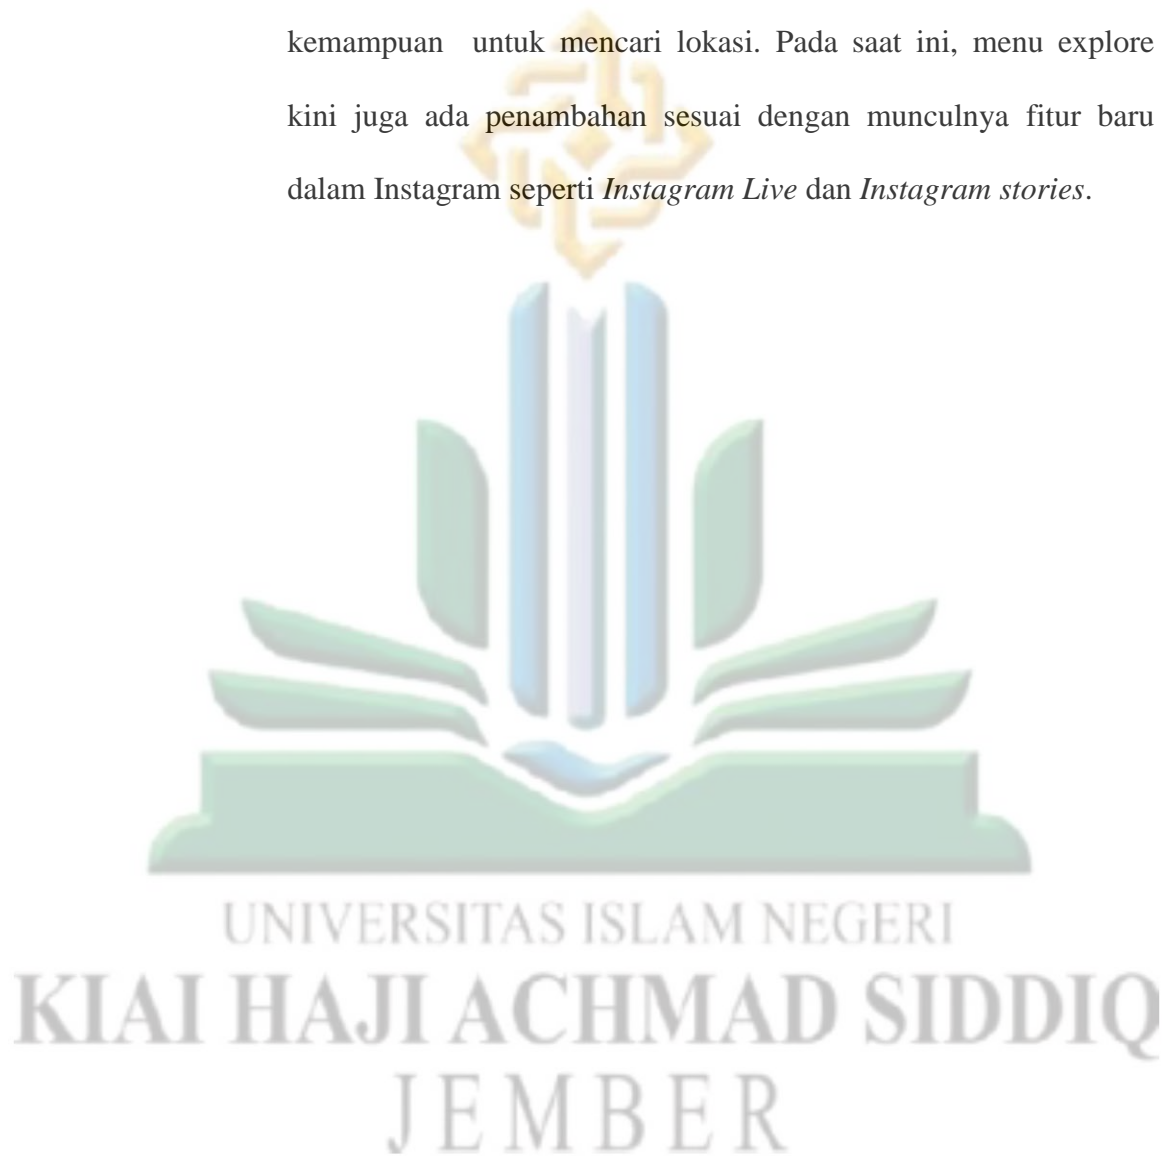 kemampuan untuk mencari lokasi. Pada saat ini, menu explore
kini juga ada penambahan sesuai dengan munculnya fitur baru
dalam Instagram seperti Instagram Live dan Instagram stories.
UNIVERSITAS ISLAM NEGERI
KIAI HAJI ACHMAD SIDDIQ
JEMBER